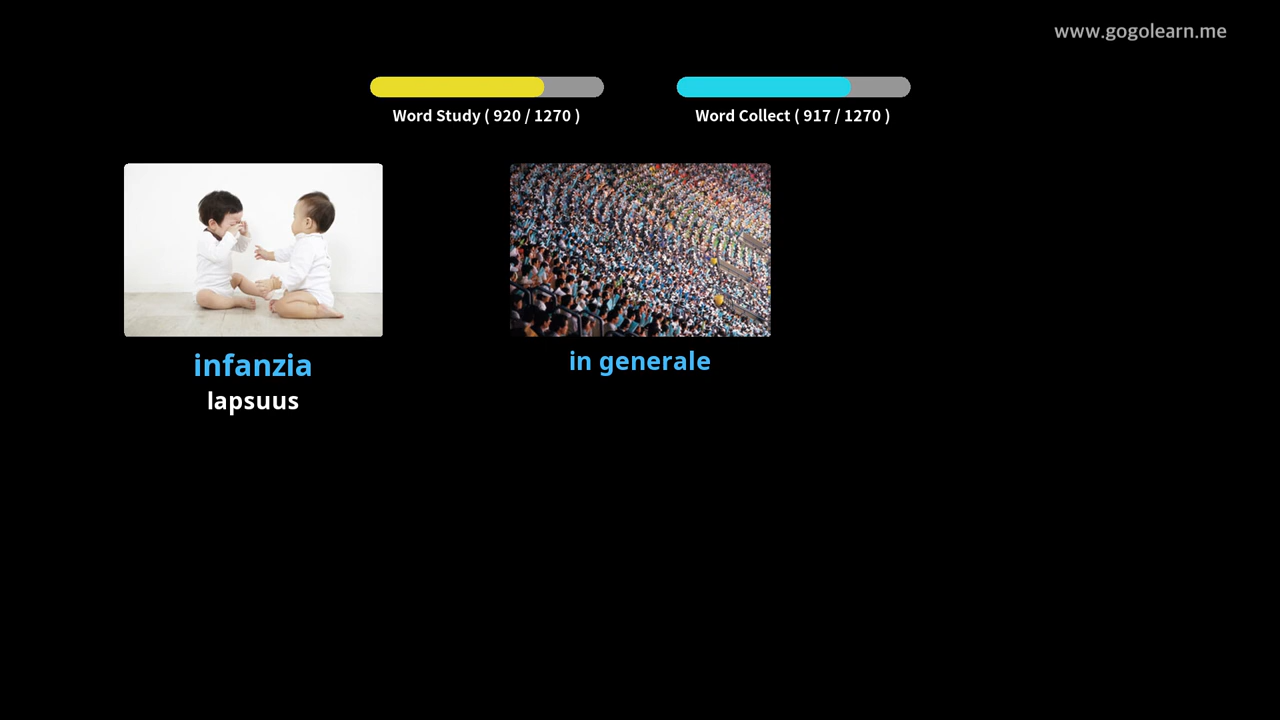 www.gogolearn.me
Word Study ( 920 / 1270 )
Word Collect ( 917 / 1270 )
infanzia
lapsuus
in generale